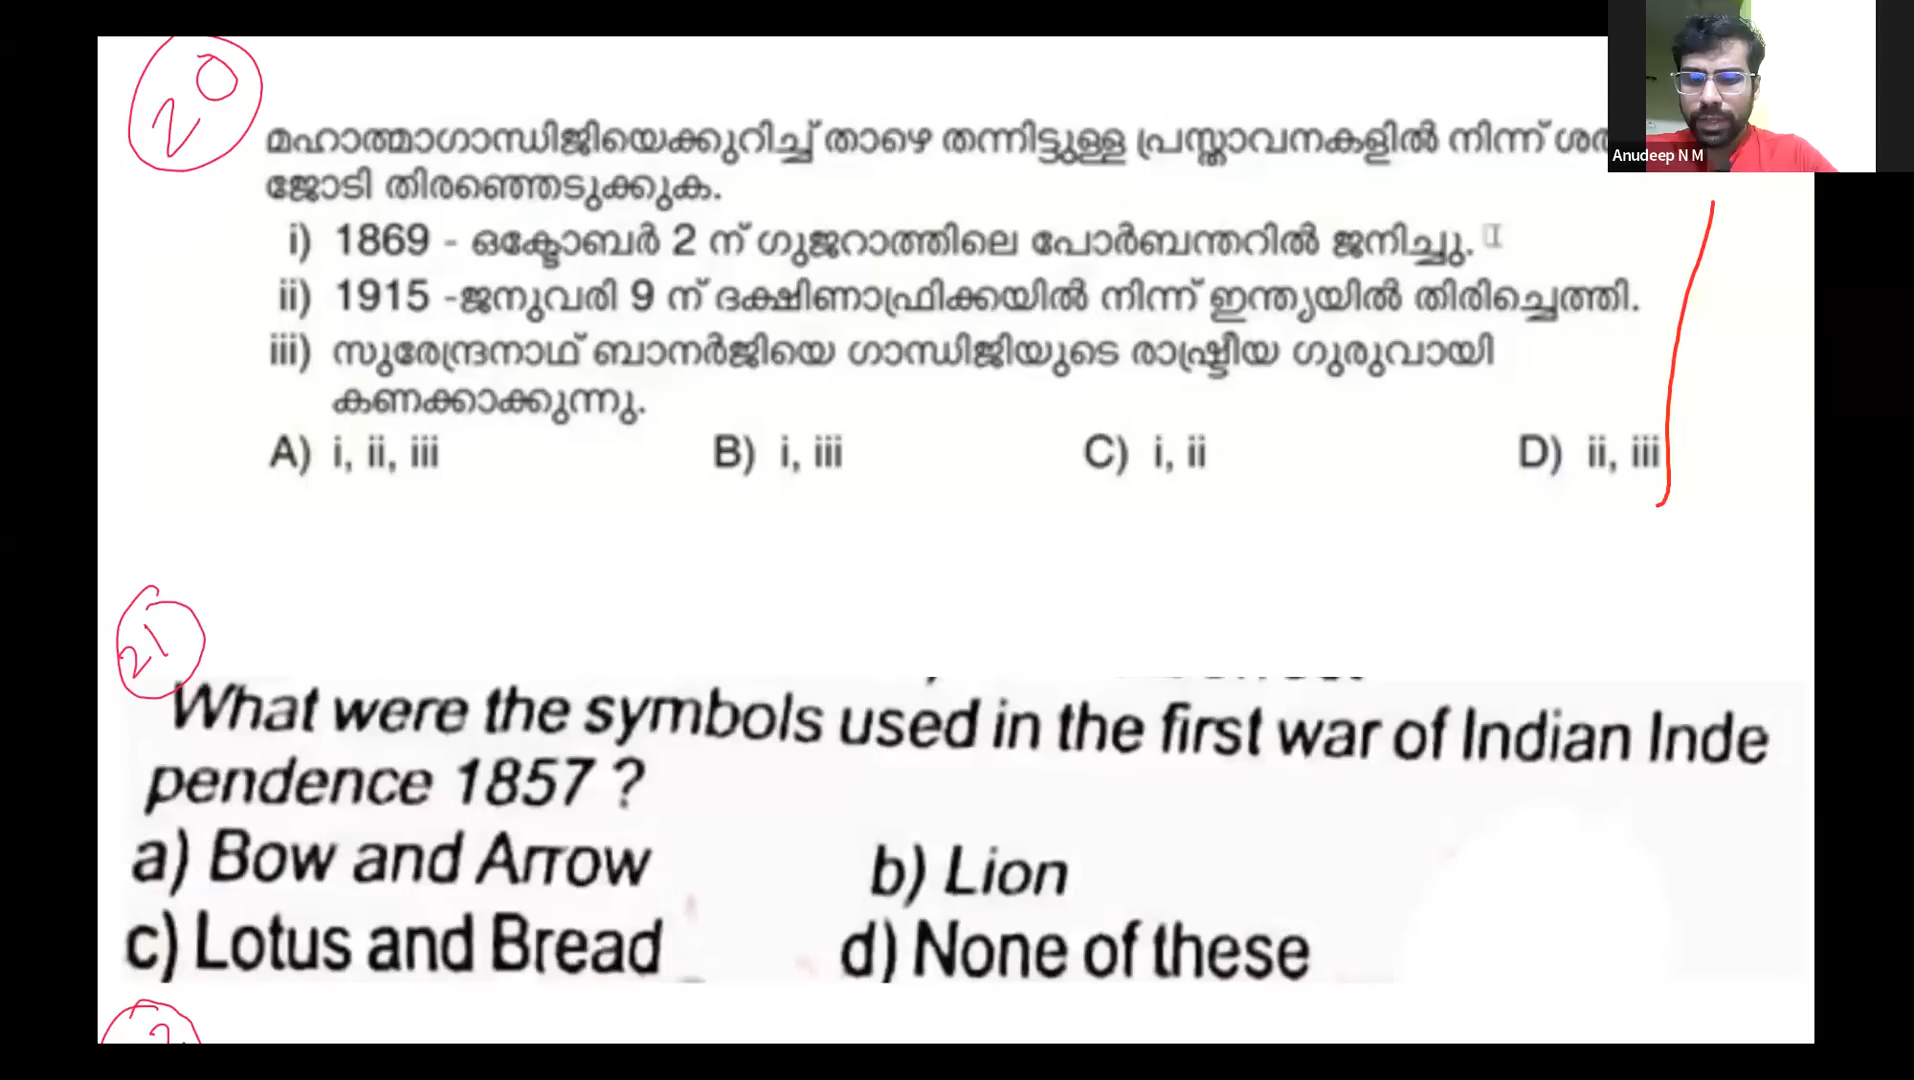 20
മഹാത്മാഗാന്ധിജിയെക്കുറിച്ച് താഴെ തന്നിട്ടുള്ള പ്രസ്താവനകളിൽ നിന്ന്
ജോടി തിരഞ്ഞെടുക്കുക.
i) 1869 - ഒക്ടോബർ 2 ന് ഗുജറാത്തിലെ പോർബന്തറിൽ ജനിച്ചു.
ii) 1915 -ജനുവരി 9 ന് ദക്ഷിണാഫ്രിക്കയിൽ നിന്ന് ഇന്ത്യയിൽ തിരിച്ചെത്തി.
iii) സുരേന്ദ്രനാഥ് ബാനർജിയെ ഗാന്ധിജിയുടെ രാഷ്ട്രീയ ഗുരുവായി
കണക്കാക്കുന്നു.
A) i, ii, iii B) i, iii C) i, ii D) ii, iii
Anudeep N M
21
What were the symbols used in the first war of Indian Inde
pendence 1857 ?
a) Bow and Arrow b) Lion
c) Lotus and Bread d) None of these